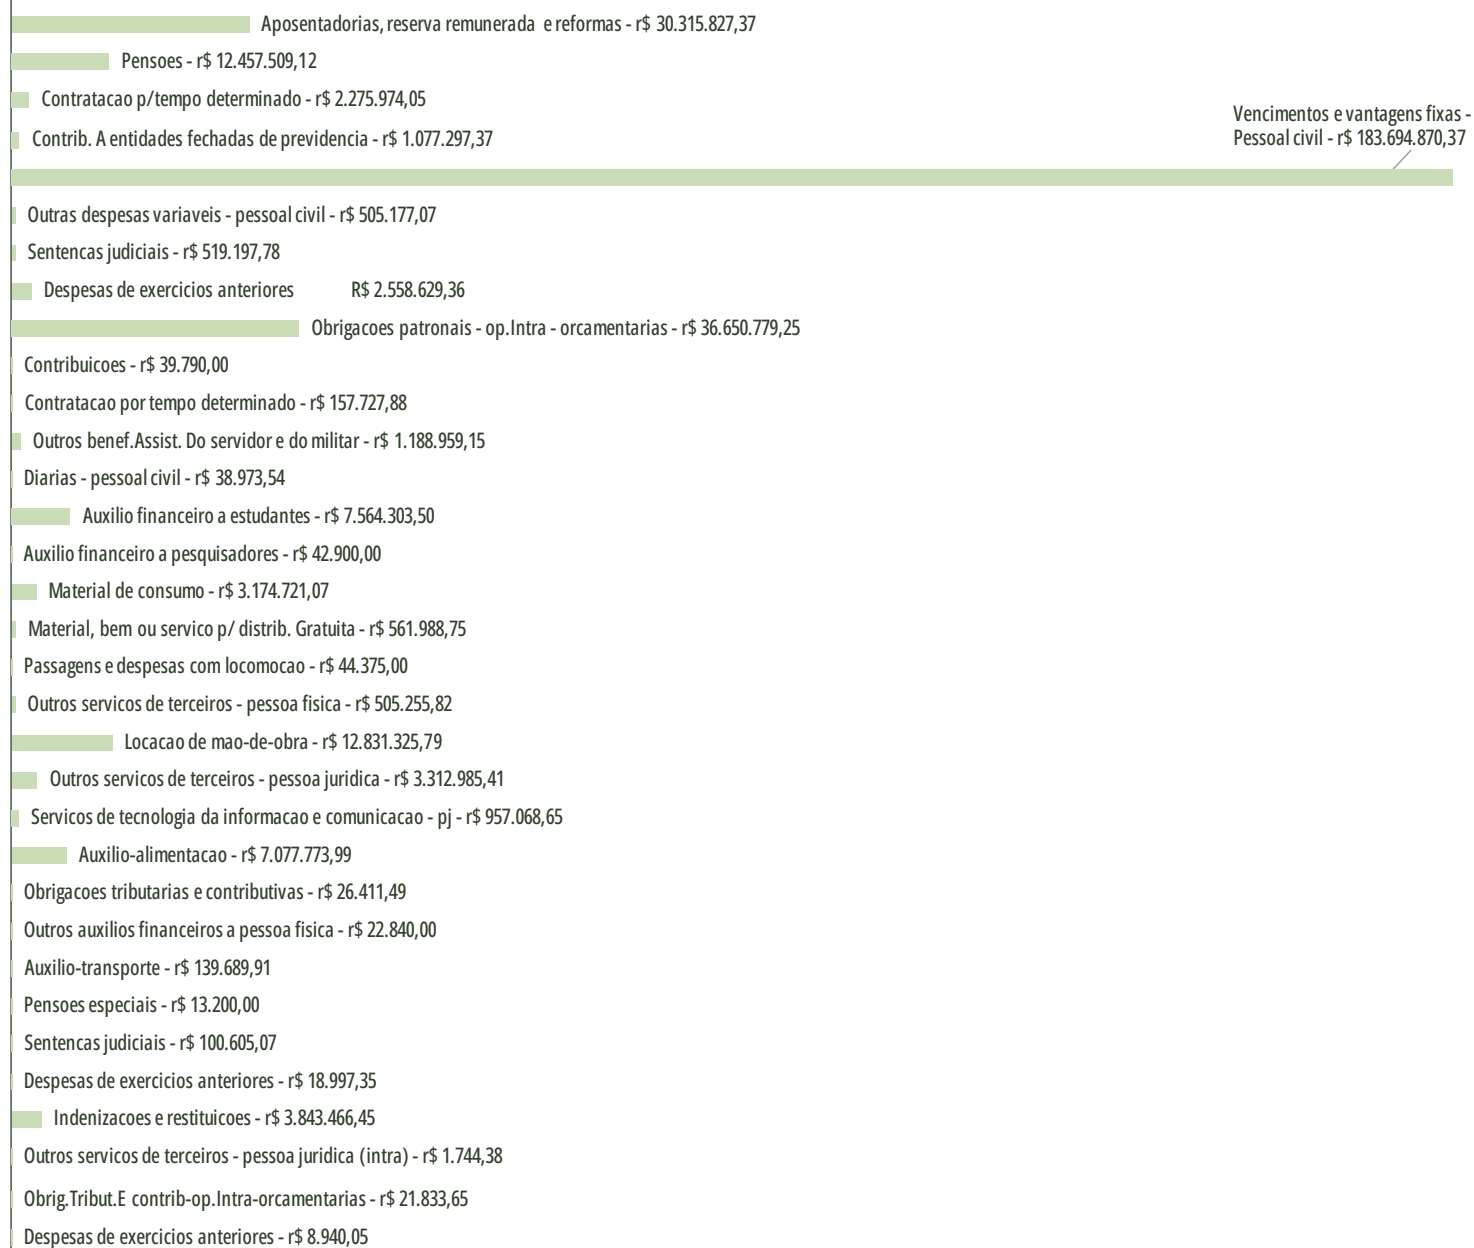 Aposentadorias, reserva remunerada e reformas - r$ 30.315.827,37
Pensoes - r$ 12.457.509,12
Contratacao p/tempo determinado - r$ 2.275.974,05
Contrib. A entidades fechadas de previdencia - r$ 1.077.297,37
Vencimentos e vantagens fixas -
Pessoal civil - r$ 183.694.870,37
Outras despesas variaveis - pessoal civil - r$ 505.177,07
Sentencas judiciais - r$ 519.197,78
Despesas de exercicios anteriores R$ 2.558.629,36
Obrigacoes patronais - op.Intra - orcamentarias - r$ 36.650.779,25
Contribuicoes - r$ 39.790,00
Contratacao por tempo determinado - r$ 157.727,88
Outros benef.Assist. Do servidor e do militar - r$ 1.188.959,15
Diarias - pessoal civil - r$ 38.973,54
Auxilio financeiro a estudantes - r$ 7.564.303,50
Auxilio financeiro a pesquisadores - r$ 42.900,00
Material de consumo - r$ 3.174.721,07
Material, bem ou servico p/ distrib. Gratuita - r$ 561.988,75
Passagens e despesas com locomocao - r$ 44.375,00
Outros servicos de terceiros - pessoa fisica - r$ 505.255,82
Locacao de mao-de-obra - r$ 12.831.325,79
Outros servicos de terceiros - pessoa juridica - r$ 3.312.985,41
Servicos de tecnologia da informacao e comunicacao - pj - r$ 957.068,65
Auxilio-alimentacao - r$ 7.077.773,99
Obrigacoes tributarias e contributivas - r$ 26.411,49
Outros auxilios financeiros a pessoa fisica - r$ 22.840,00
Auxilio-transporte - r$ 139.689,91
Pensoes especiais - r$ 13.200,00
Sentencas judiciais - r$ 100.605,07
Despesas de exercicios anteriores - r$ 18.997,35
Indenizacoes e restituicoes - r$ 3.843.466,45
Outros servicos de terceiros - pessoa juridica (intra) - r$ 1.744,38
Obrig.Tribut.E contrib-op.Intra-orcamentarias - r$ 21.833,65
Despesas de exercicios anteriores - r$ 8.940,05